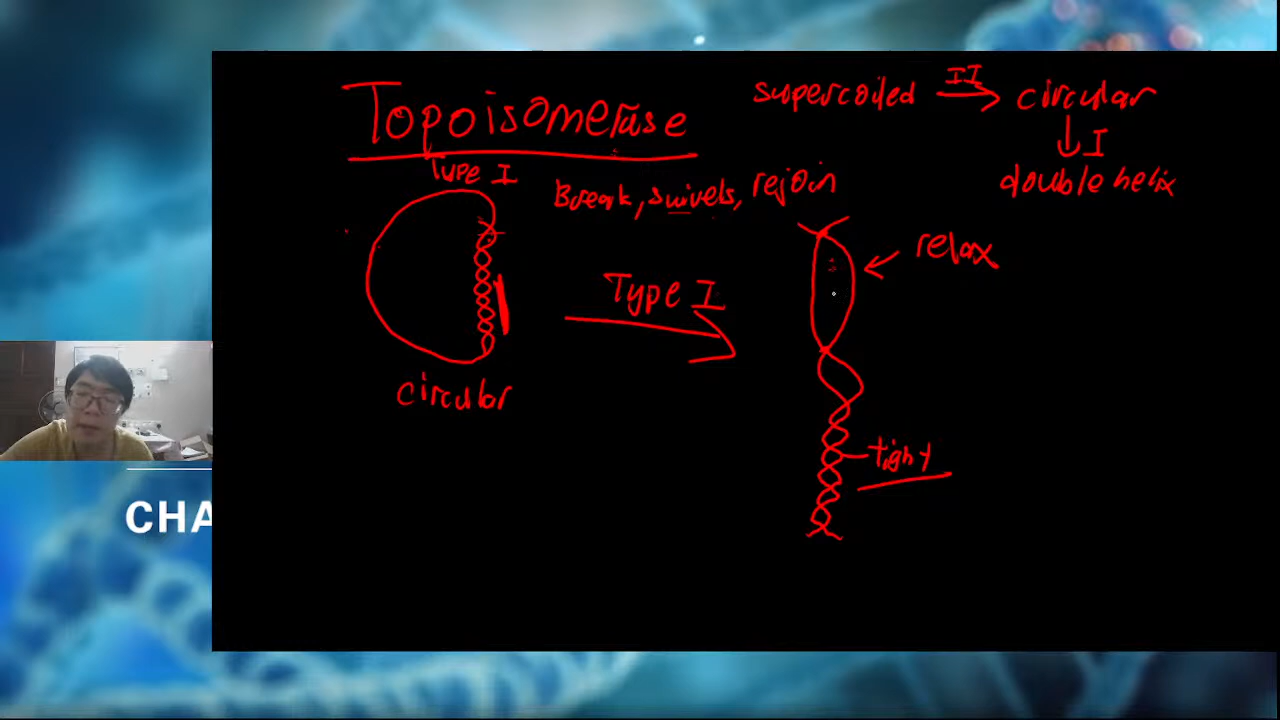 Topoisomerase
supercoiled II circular
I
double helix
Type I
Break, swivels, rejoin
relax
Type I
circular
tight
CHA